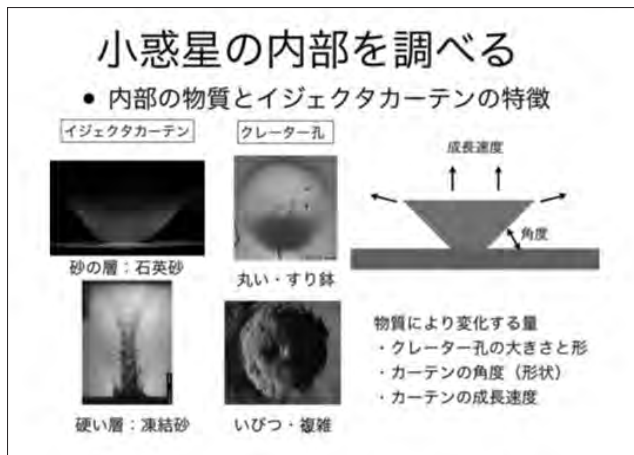 小惑星の内部を調べる
• 内部の物質とイジェクタカーテンの特徴
イジェクタカーテン
クレーター孔
砂の層：石英砂
丸い・すり鉢
硬い層：凍結砂
いびつ・複雑
成長速度
角度
物質により変化する量
・クレーター孔の大きさと形
・カーテンの角度（形状）
・カーテンの成長速度